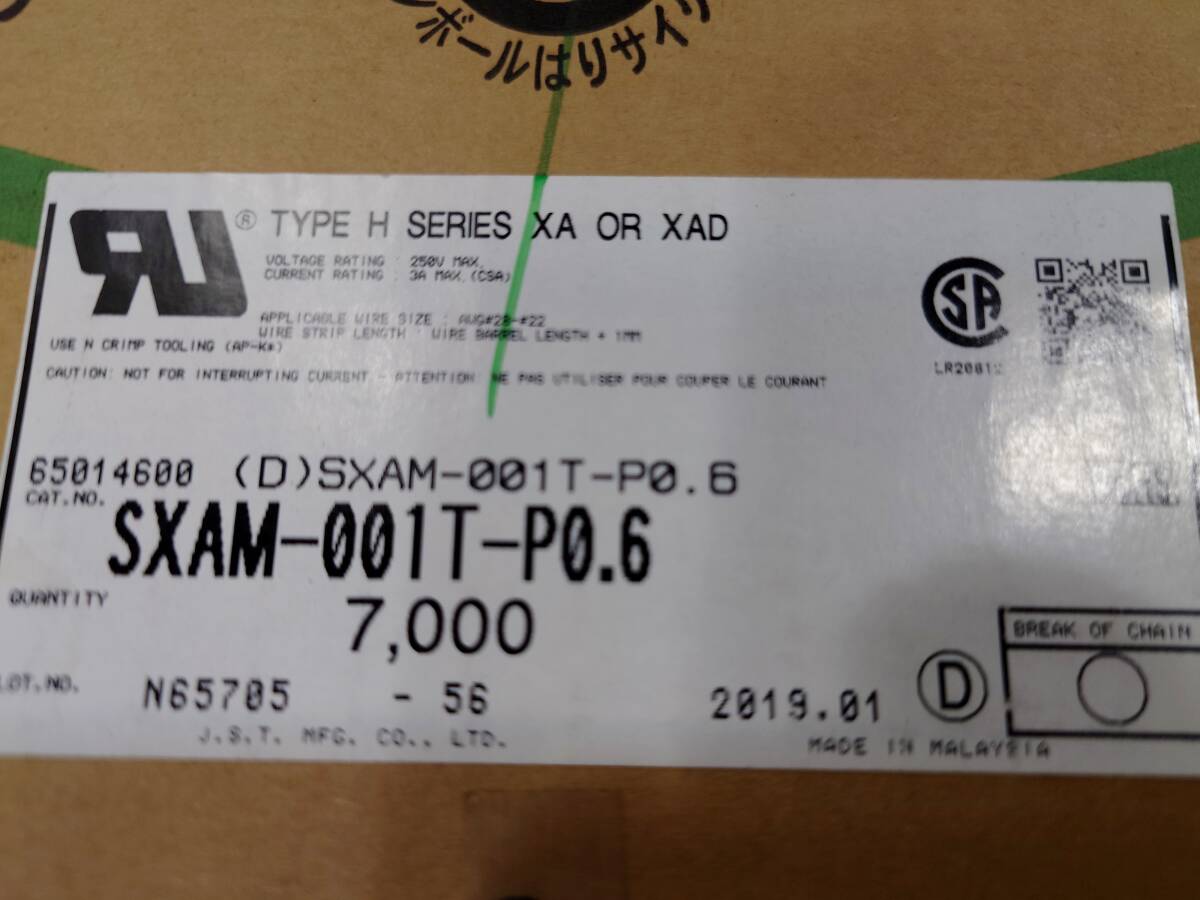 ボールはリサイ
® TYPE H SERIES XA OR XAD
VOLTAGE RATING : 250V MAX.
CURRENT RATING : 3A MAX.(CSA)
APPLICABLE WIRE SIZE : AWG#28-#22
WIRE STRIP LENGTH : WIRE BARREL LENGTH + 1MM
USE N CRIMP TOOLING (AP-K*)
CAUTION: NOT FOR INTERRUPTING CURRENT - ATTENTION: NE PAS UTILISER POUR COUPER LE COURANT
65014600 (D)SXAM-001T-P0.6
CAT.NO.
SXAM-001T-P0.6
QUANTITY
7,000
LOT.NO.
N65705 - 56
2019.01
D
BREAK OF CHAIN
J.S.T. MFG. CO., LTD.
MADE IN MALAYSIA